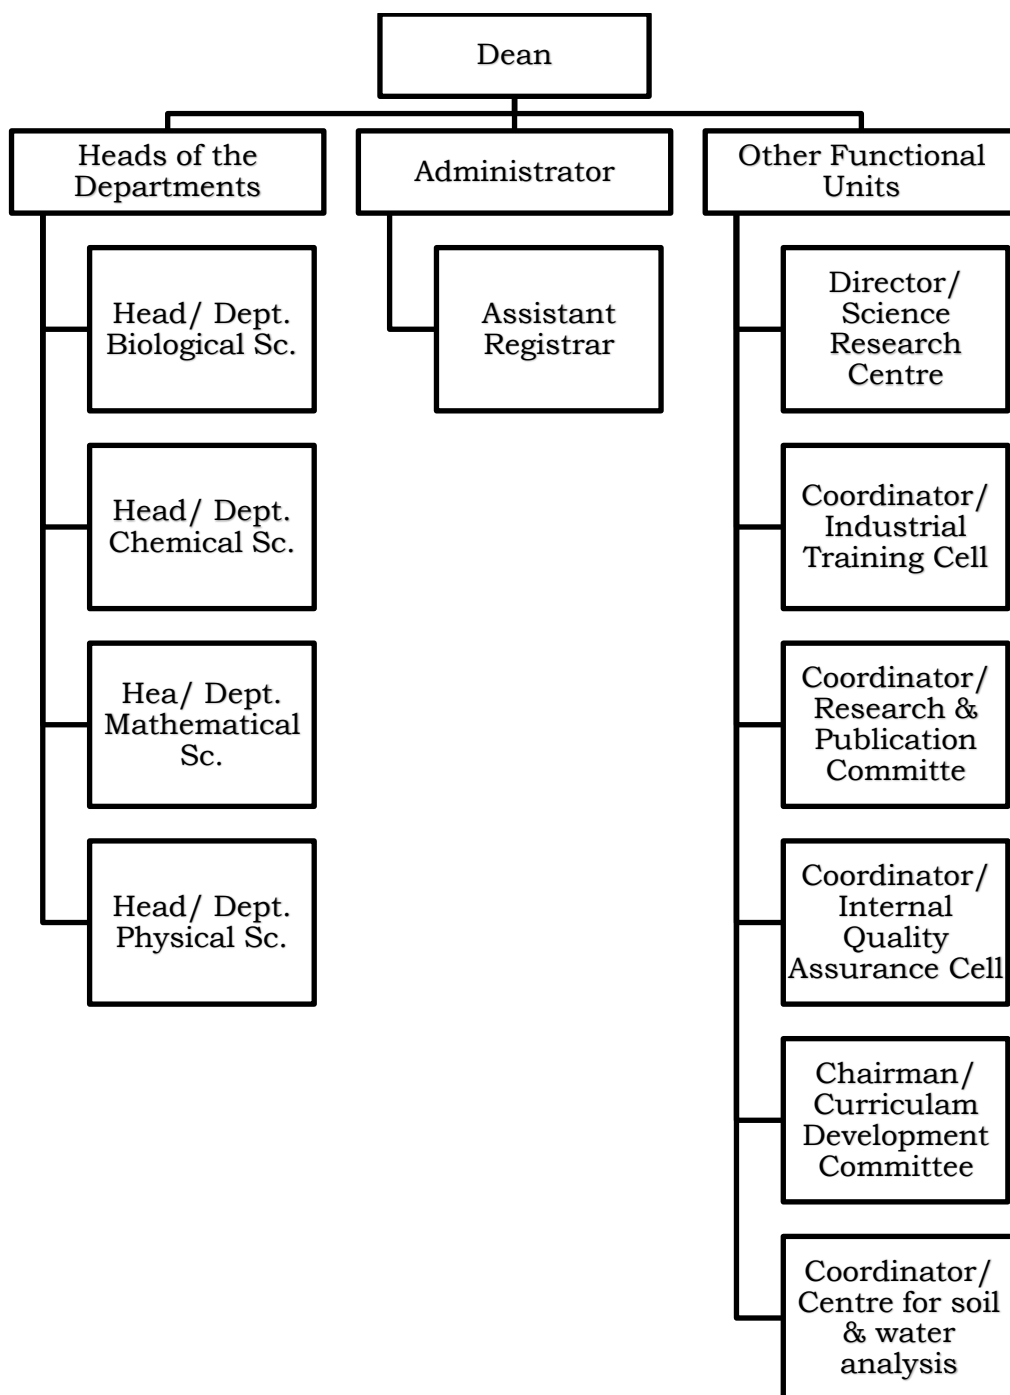 Dean
Heads of the
Departments
Administrator
Other Functional
Units
Head/ Dept.
Biological Sc.
Head/ Dept.
Chemical Sc.
Hea/ Dept.
Mathematical
Sc.
Head/ Dept.
Physical Sc.
Assistant
Registrar
Director/
Science
Research
Centre
Coordinator/
Industrial
Training Cell
Coordinator/
Research &
Publication
Committe
Coordinator/
Internal
Quality
Assurance Cell
Chairman/
Curriculam
Development
Committee
Coordinator/
Centre for soil
& water
analysis